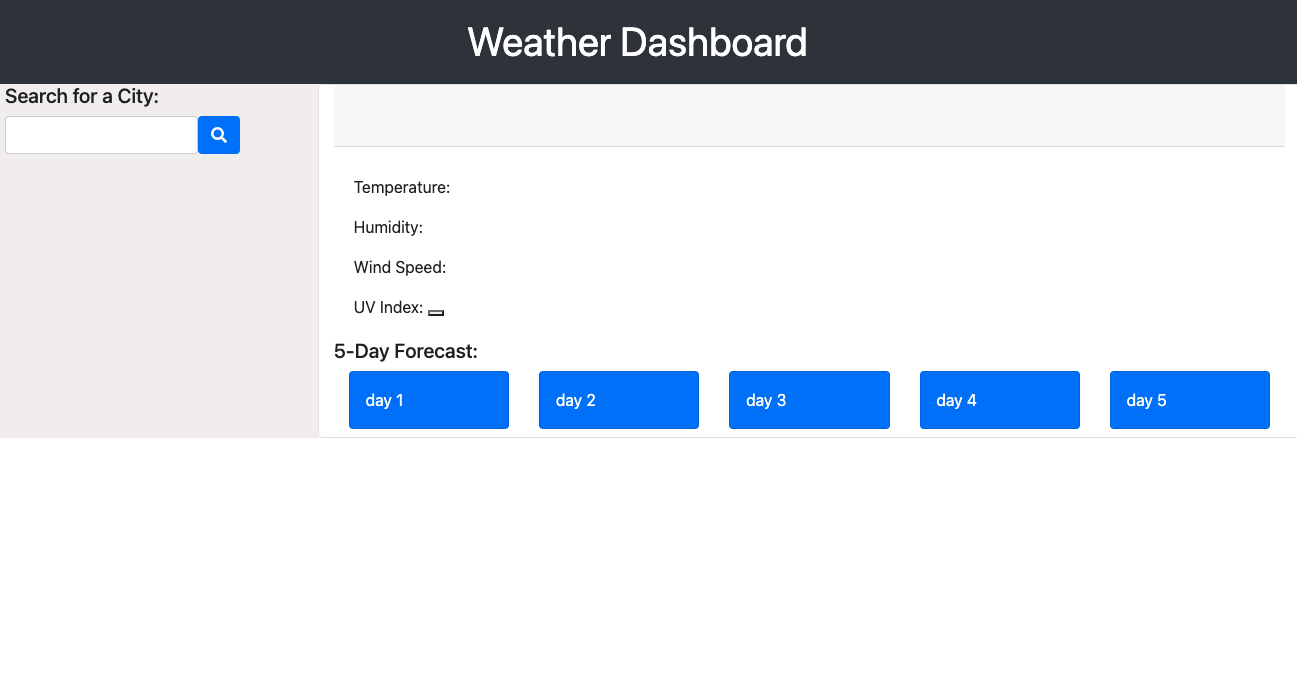 Weather Dashboard
Search for a City:
Temperature:
Humidity:
Wind Speed:
UV Index:
5-Day Forecast:
day 1 day 2 day 3 day 4 day 5